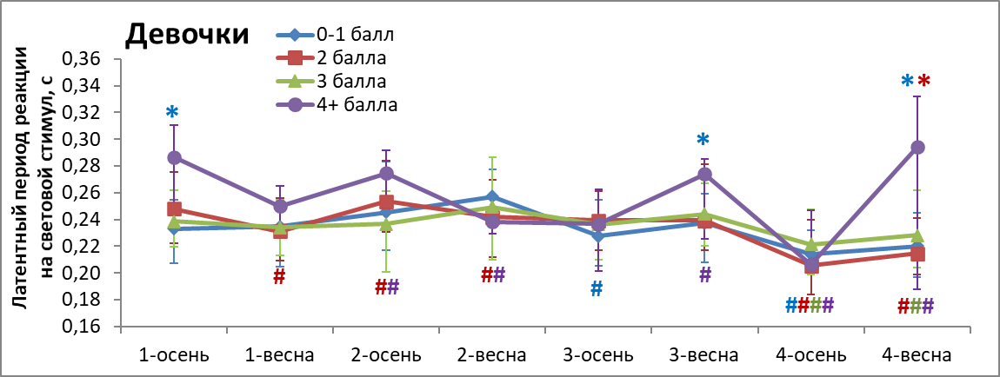 Девочки
0-1 балл
2 балла
3 балла
4+ балла
Латентный период реакции
на световой стимул, с
0,36
0,34
0,32
0,30
0,28
0,26
0,24
0,22
0,20
0,18
0,16
*
*
* *
#
##
##
#
#
####
###
1-осень 1-весна 2-осень 2-весна 3-осень 3-весна 4-осень 4-весна